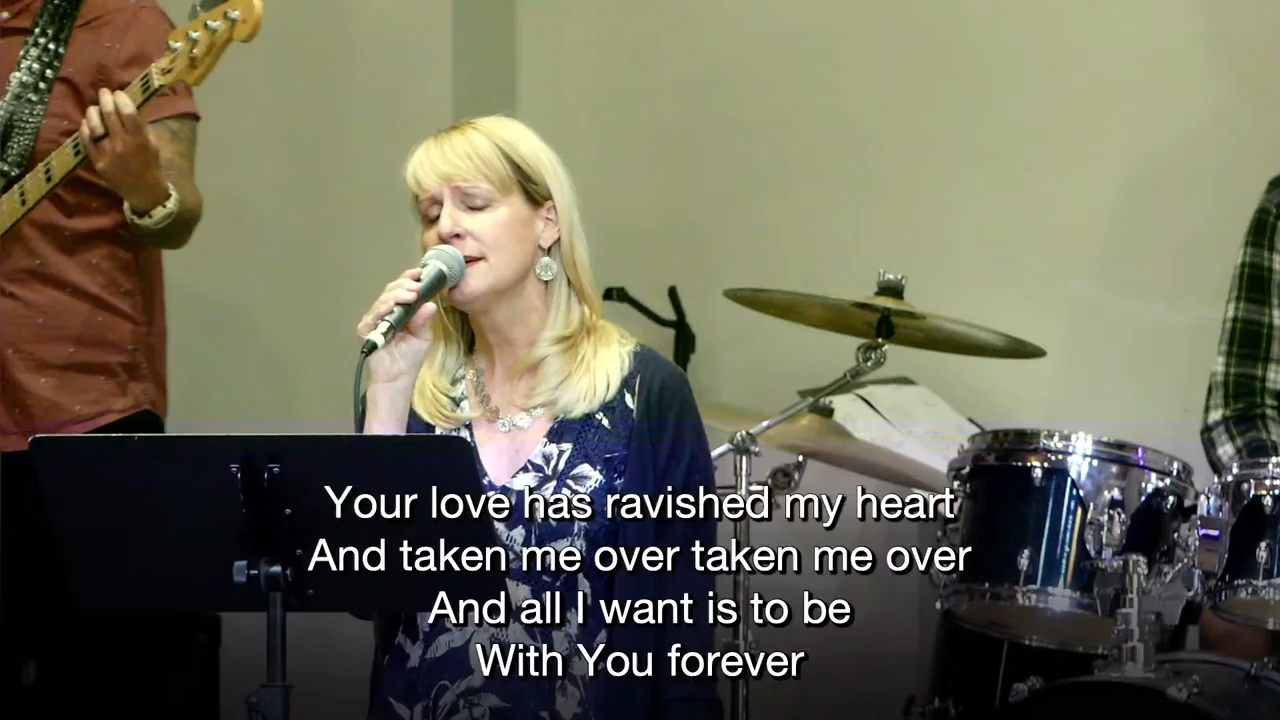 Your love has ravished my heart
And taken me over taken me over
And all I want is to be
With You forever